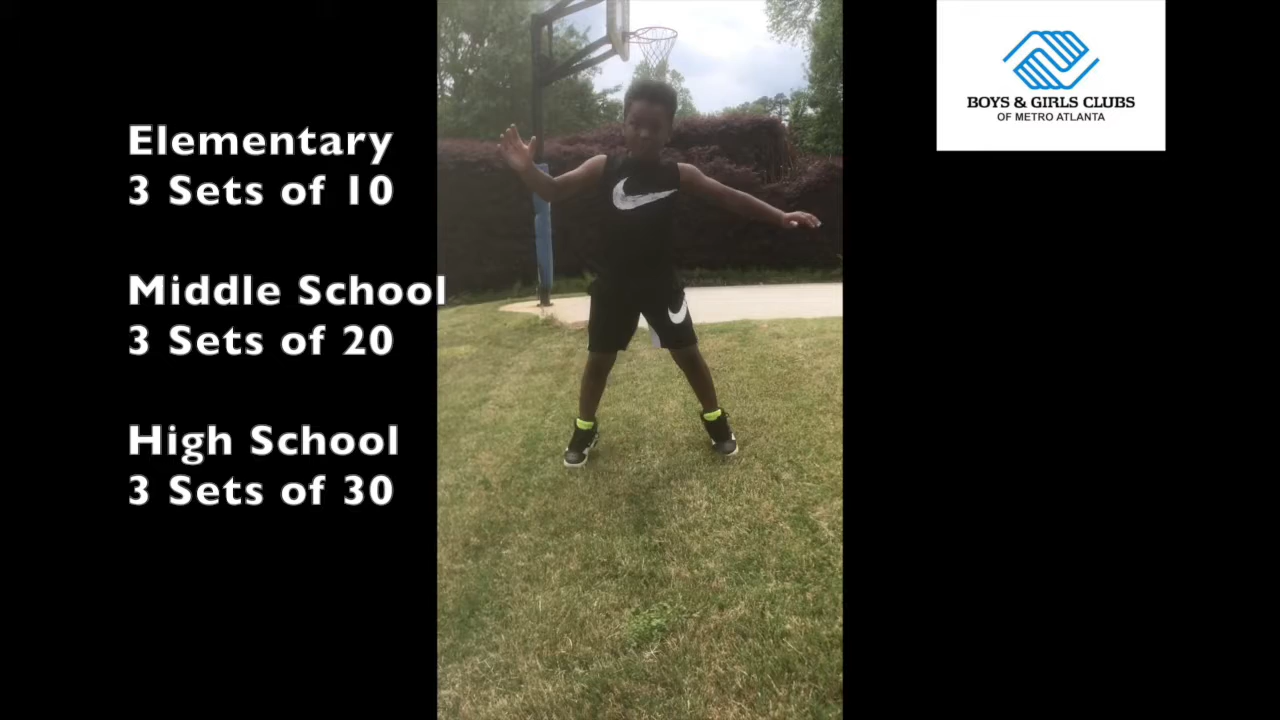 Elementary
3 Sets of 10
Middle School
3 Sets of 20
High School
3 Sets of 30
BOYS & GIRLS CLUBS
OF METRO ATLANTA